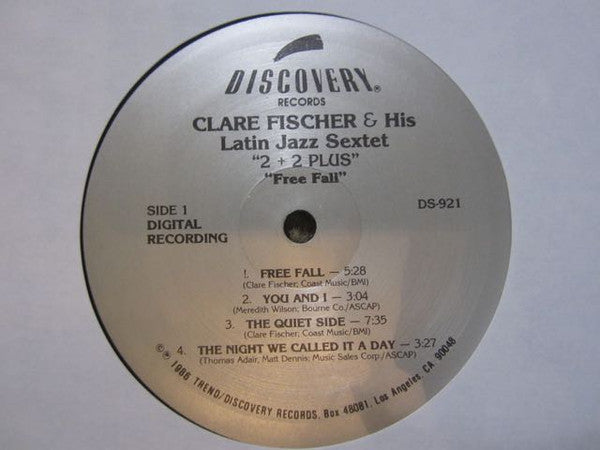 DISCOVERY®
RECORDS
CLARE FISCHER & His
Latin Jazz Sextet
"2 + 2 PLUS"
"Free Fall"
SIDE 1
DIGITAL
RECORDING
DS-921
1. FREE FALL — 5:28
(Clare Fischer; Coast Music/BMI)
2. YOU AND I — 3:04
(Meredith Wilson; Bourne Co./ASCAP)
3. THE QUIET SIDE — 7:35
(Clare Fischer; Coast Music/BMI)
4. THE NIGHT WE CALLED IT A DAY — 3:27
(Thomas Adair, Matt Dennis; Music Sales Corp./ASCAP)
©℗ 1986 TREND/DISCOVERY RECORDS. Box 48081, Los Angeles, CA 90048